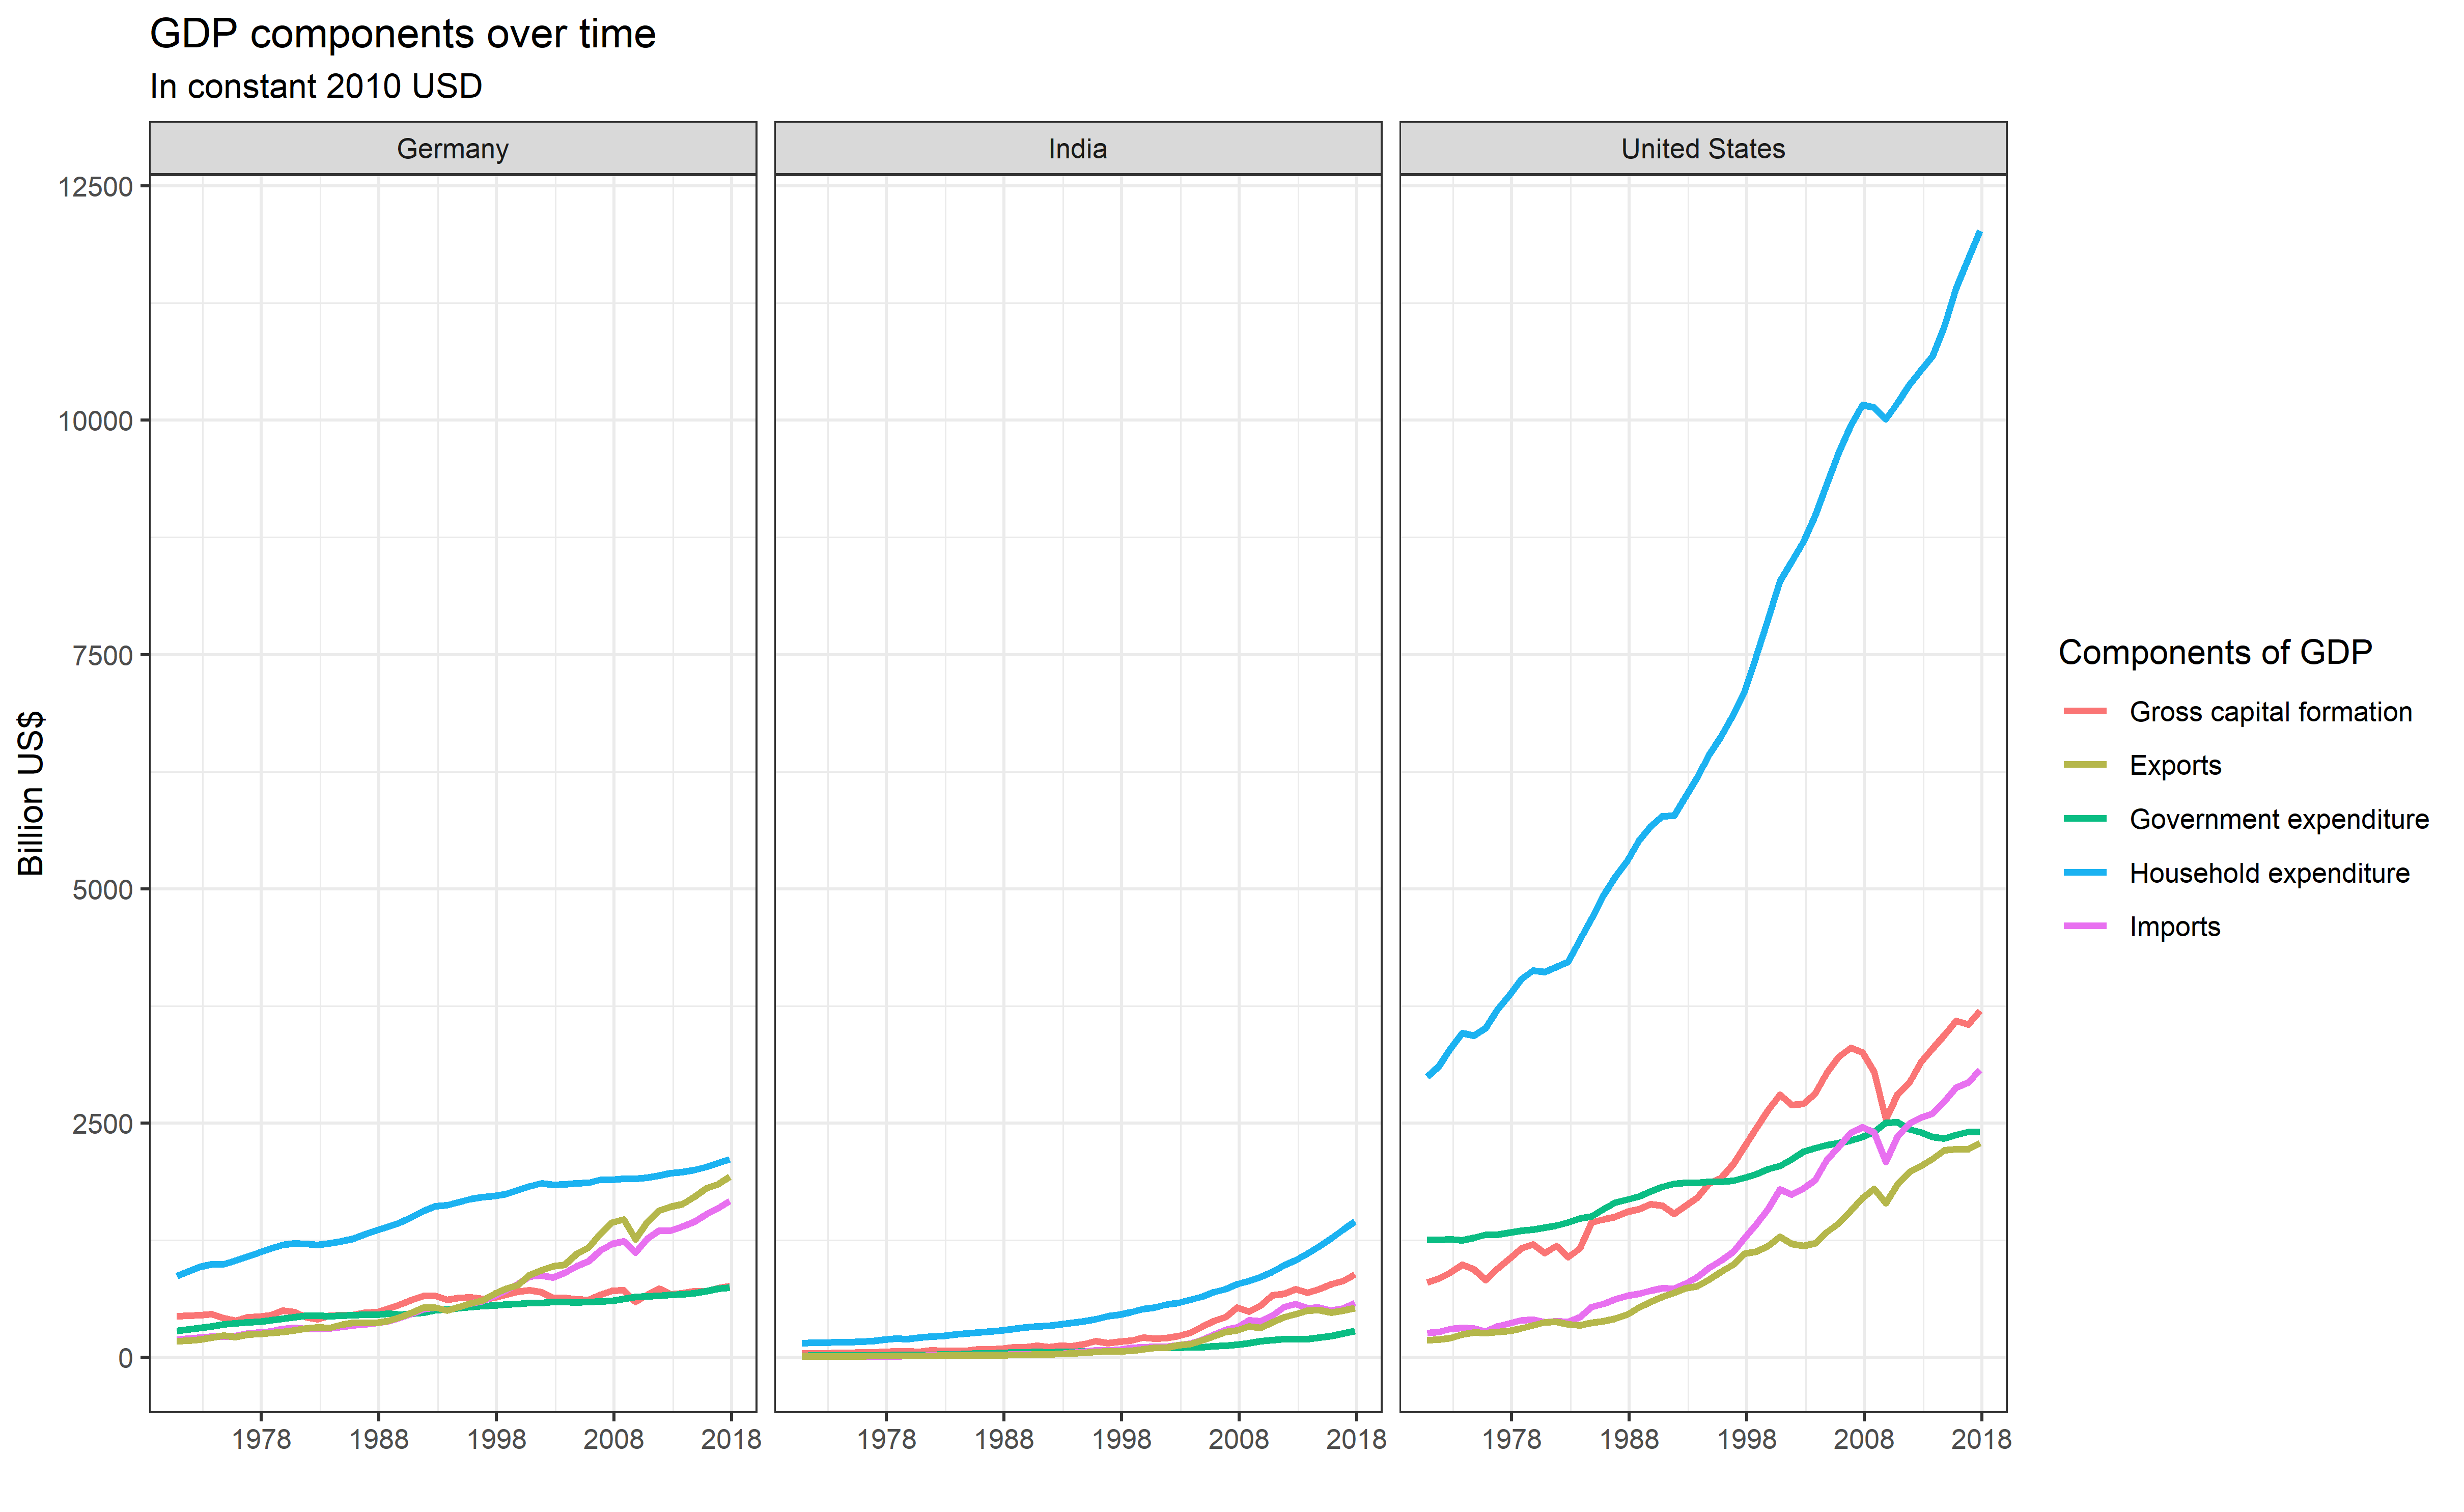 GDP components over time
In constant 2010 USD
Germany
India
United States
12500
10000
7500
5000
2500
0
Billion US$
1978 1988 1998 2008 2018
1978 1988 1998 2008 2018
1978 1988 1998 2008 2018
Components of GDP
Gross capital formation
Exports
Government expenditure
Household expenditure
Imports